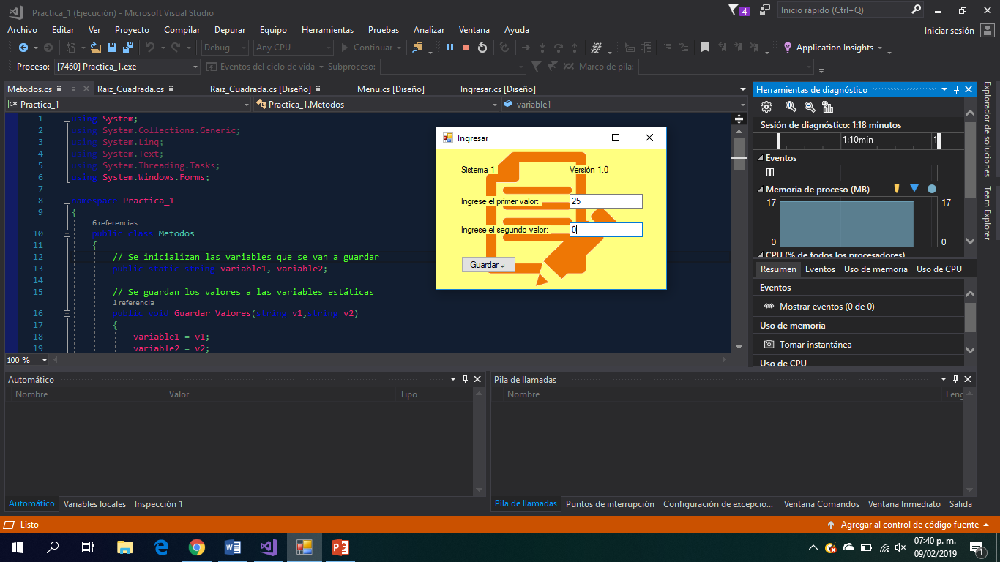 Practica_1 (Ejecución) - Microsoft Visual Studio
4
Inicio rápido (Ctrl+Q)
Archivo Editar Ver Proyecto Compilar Depurar Equipo Herramientas Pruebas Analizar Ventana Ayuda
Iniciar sesión
Debug Any CPU Continuar Application Insights
Proceso: [7460] Practica_1.exe Eventos del ciclo de vida Subproceso: Marco de pila:
Metodos.cs Raiz_Cuadrada.cs Raiz_Cuadrada.cs [Diseño] Menu.cs [Diseño] Ingresar.cs [Diseño]
Practica_1 Practica_1.Metodos variable1
1 using System;
2 using System.Collections.Generic;
3 using System.Linq;
4 using System.Text;
5 using System.Threading.Tasks;
6 using System.Windows.Forms;
7
8 namespace Practica_1
9 {
6 referencias
10 public class Metodos
11 {
12 // Se inicializan las variables que se van a guardar
13 public static string variable1, variable2;
14
15 // Se guardan los valores a las variables estáticas
1 referencia
16 public void Guardar_Valores(string v1,string v2)
17 {
18 variable1 = v1;
19 variable2 = v2;
100 %
Ingresar
Sistema 1 Versión 1.0
Ingrese el primer valor: 25
Ingrese el segundo valor: 0
Guardar ↲
Herramientas de diagnóstico
Sesión de diagnóstico: 1:18 minutos
1:10min 1
Eventos
Memoria de proceso (MB)
17 17
0 0
CPU (% de todos los procesadores)
Resumen Eventos Uso de memoria Uso de CPU
Eventos
Mostrar eventos (0 de 0)
Uso de memoria
Tomar instantánea
Uso de CPU
Explorador de soluciones
Team Explorer
Automático
Nombre Valor Tipo
Automático Variables locales Inspección 1
Pila de llamadas
Nombre Leng
Pila de llamadas Puntos de interrupción Configuración de excepcio... Ventana Comandos Ventana Inmediato Salida
Listo
Agregar al control de código fuente
07:40 p. m.
09/02/2019
1